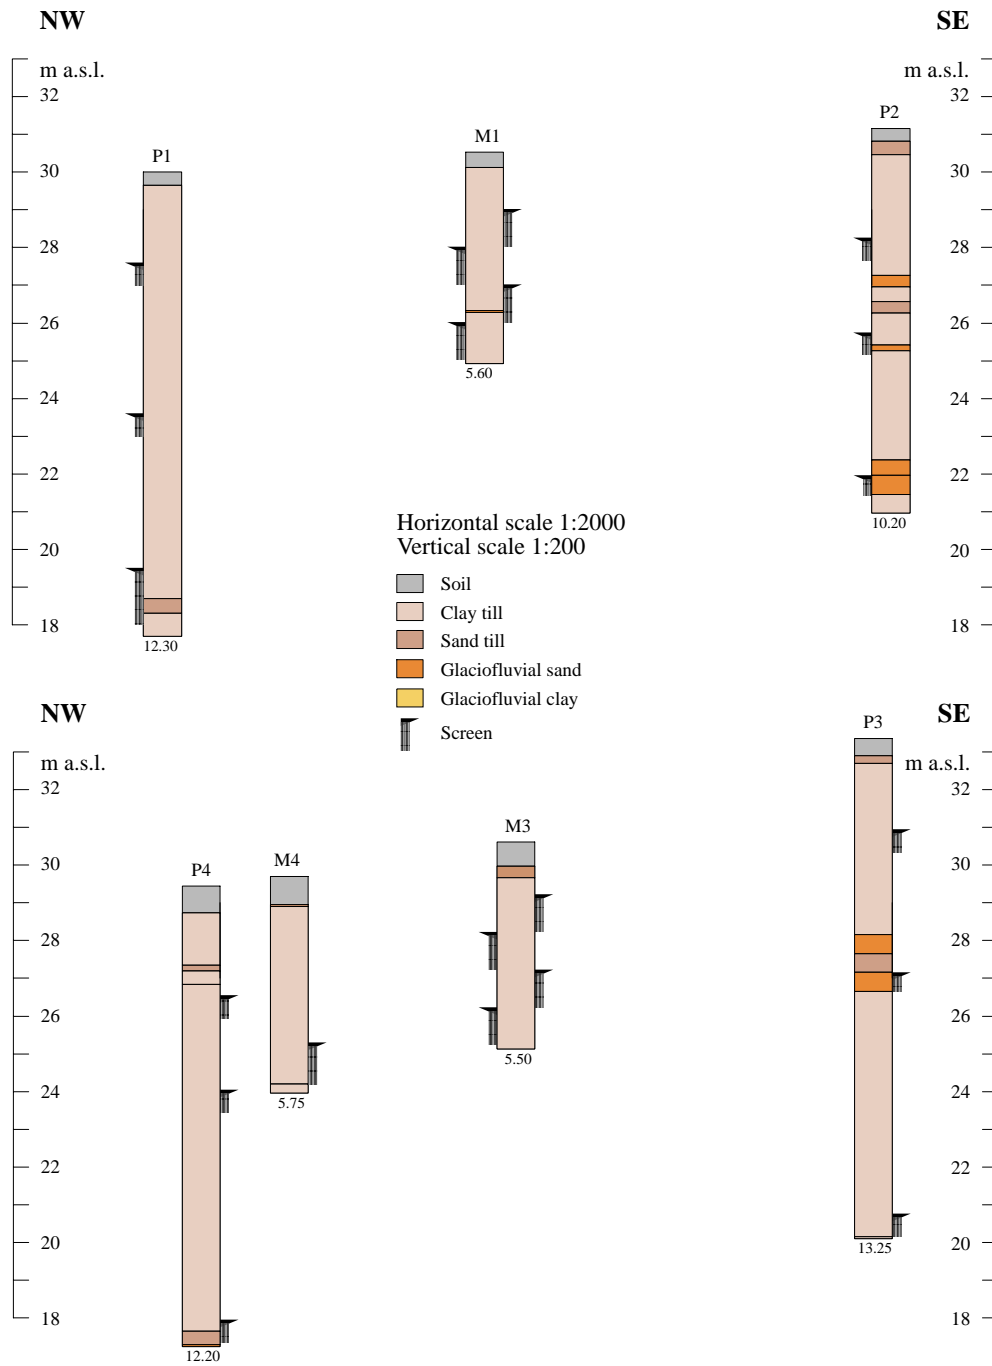 NW
SE
m a.s.l.
m a.s.l.
32
32
P2
M1
P1
30
30
28
28
26
26
5.60
24
24
22
22
10.20
Horizontal scale 1:2000
Vertical scale 1:200
20
20
Soil
Clay till
18
18
Sand till
12.30
Glaciofluvial sand
Glaciofluvial clay
NW
SE
P3
Screen
m a.s.l.
m a.s.l.
32
32
M3
M4
P4
30
30
28
28
26
26
5.50
24
24
5.75
22
22
20
20
13.25
18
18
12.20